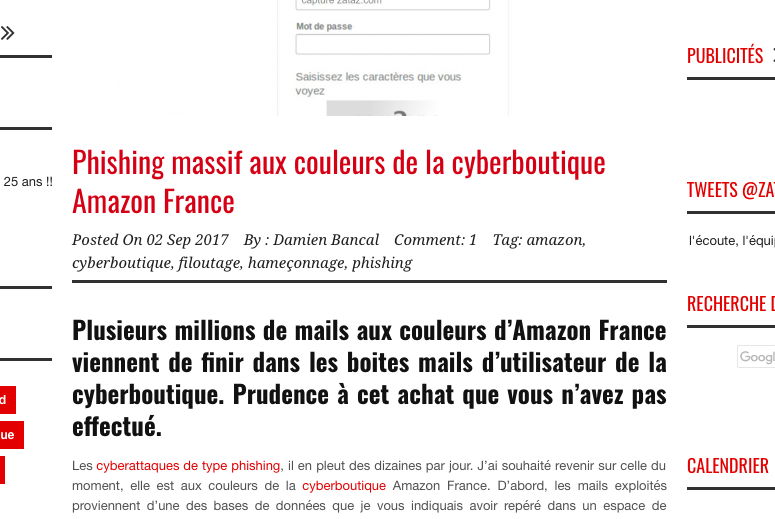 capture zataz.com
Mot de passe
Saisissez les caractères que vous
voyez
25 ans !!
Phishing massif aux couleurs de la cyberboutique
Amazon France
Posted On 02 Sep 2017 By : Damien Bancal Comment: 1 Tag: amazon,
cyberboutique, filoutage, hameçonnage, phishing
Plusieurs millions de mails aux couleurs d’Amazon France
viennent de finir dans les boites mails d’utilisateur de la
cyberboutique. Prudence à cet achat que vous n’avez pas
effectué.
Les cyberattaques de type phishing, il en pleut des dizaines par jour. J’ai souhaité revenir sur celle du
moment, elle est aux couleurs de la cyberboutique Amazon France. D’abord, les mails exploités
proviennent d’une des bases de données que je vous indiquais avoir repéré dans un espace de
d
ue
PUBLICITÉS
TWEETS @ZA
l'écoute, l'équi
RECHERCHE D
Googl
CALENDRIER